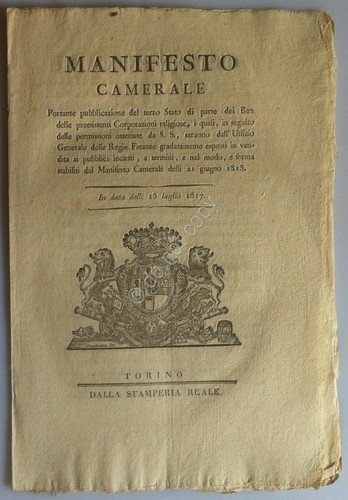 MANIFESTO
CAMERALE
Portante pubblicazione del terzo Stato di parte dei Beni
delle preesistenti Corporazioni religiose, i quali, in seguito
delle permissioni ottenute da S. S., saranno dall' Uffizio
Generale delle Regie Finanze gradatamente esposti in ven-
dita ai pubblici incanti, a termini, e nel modo, e forma
stabiliti dal Manifesto Camerale delli 21 giugno 1816.
In data delli 15 luglio 1817.
TORINO
DALLA STAMPERIA REALE.